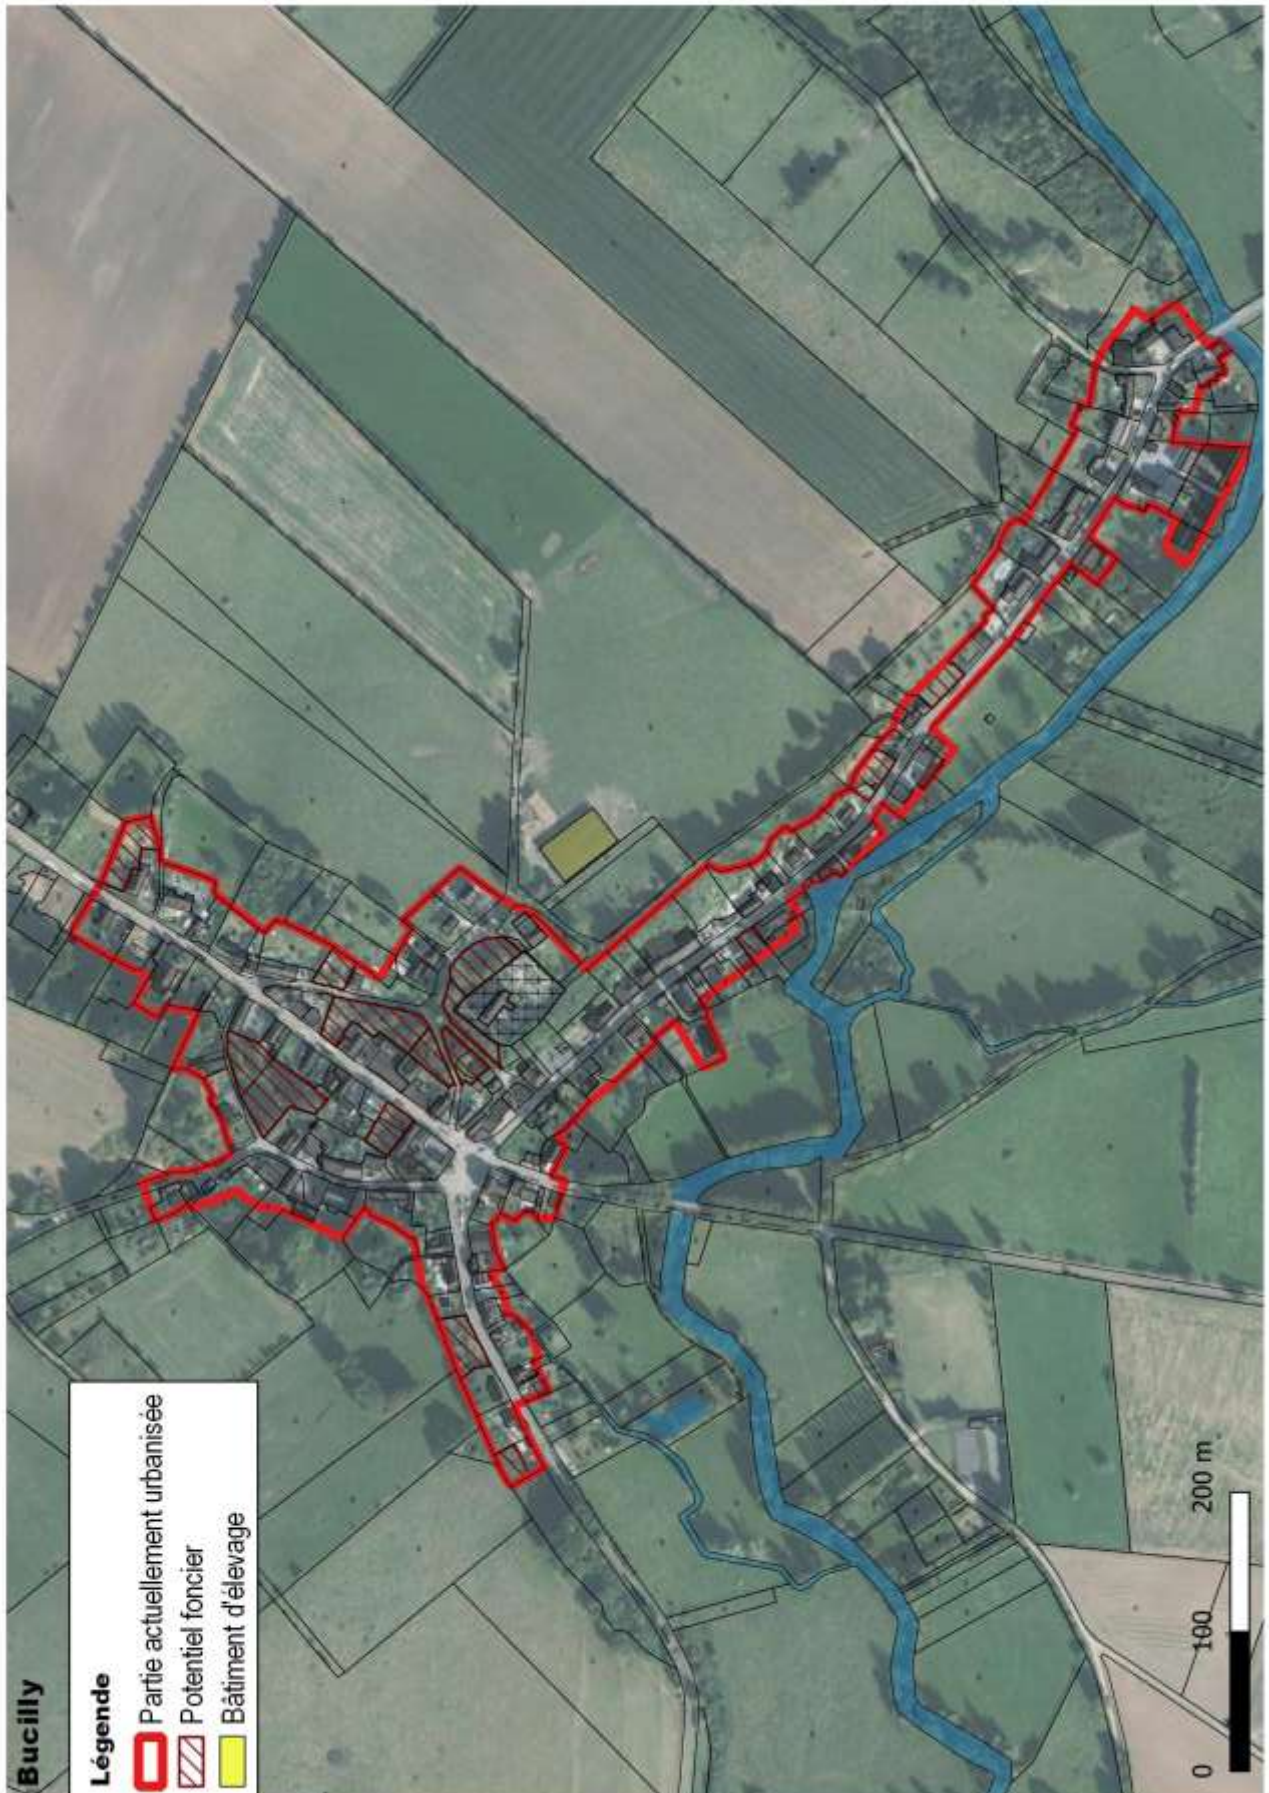 Bucilly
Légende
Partie actuellement urbanisée
Potentiel foncier
Bâtiment d'élevage
0 100 200 m